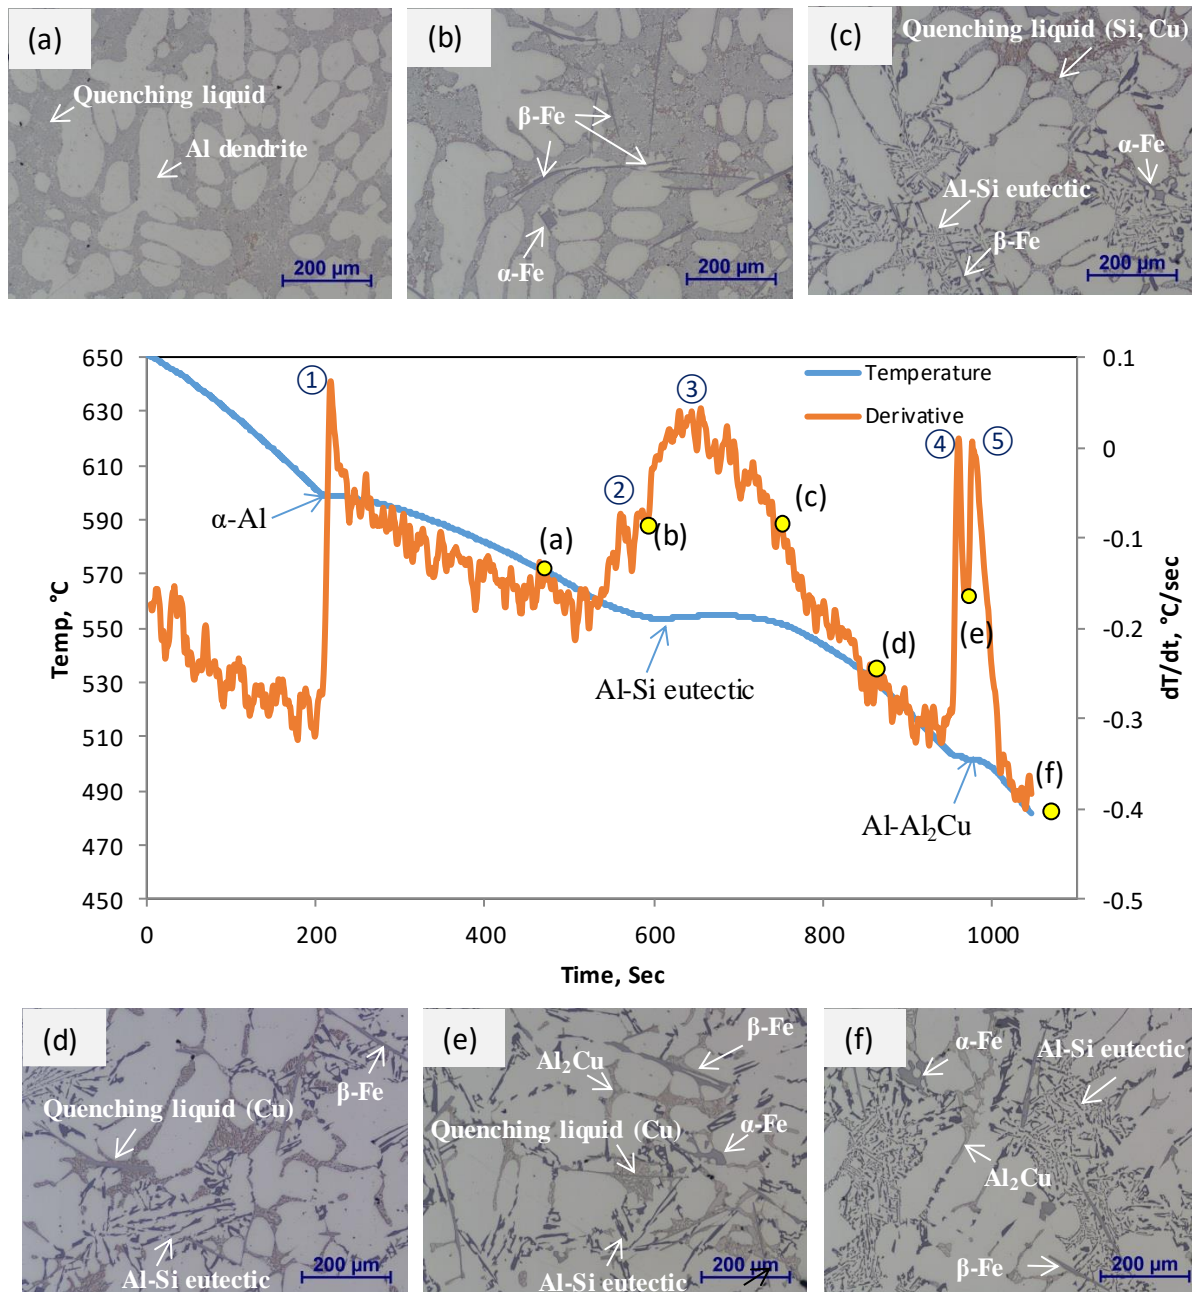 (a)
Quenching liquid
Al dendrite
200 µm
(b)
β-Fe
α-Fe
200 µm
(c)
Quenching liquid (Si, Cu)
α-Fe
Al-Si eutectic
β-Fe
200 µm
650
630
610
590
570
550
530
510
490
470
450
Temp, °C
0.1
0
-0.1
-0.2
-0.3
-0.4
-0.5
dT/dt, °C/sec
Temperature
Derivative
①
②
③
④
⑤
α-Al
(a)
(b)
(c)
(d)
(e)
(f)
Al-Si eutectic
Al-Al₂Cu
0
200
400
600
800
1000
Time, Sec
(d)
β-Fe
Quenching liquid (Cu)
Al-Si eutectic
200 µm
(e)
β-Fe
Al₂Cu
α-Fe
Quenching liquid (Cu)
Al-Si eutectic
200 µm
(f)
α-Fe
Al-Si eutectic
Al₂Cu
β-Fe
200 µm